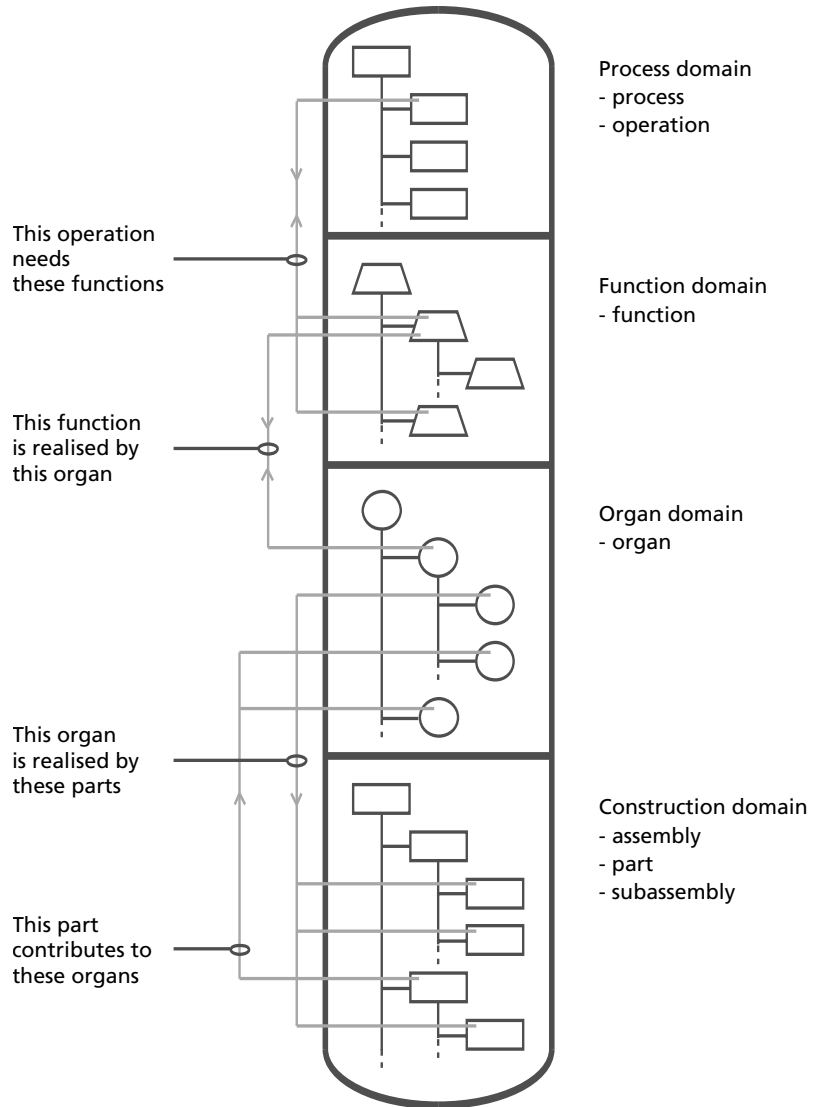 Process domain
- process
- operation
This operation
needs
these functions
Function domain
- function
This function
is realised by
this organ
Organ domain
- organ
This organ
is realised by
these parts
Construction domain
- assembly
- part
- subassembly
This part
contributes to
these organs